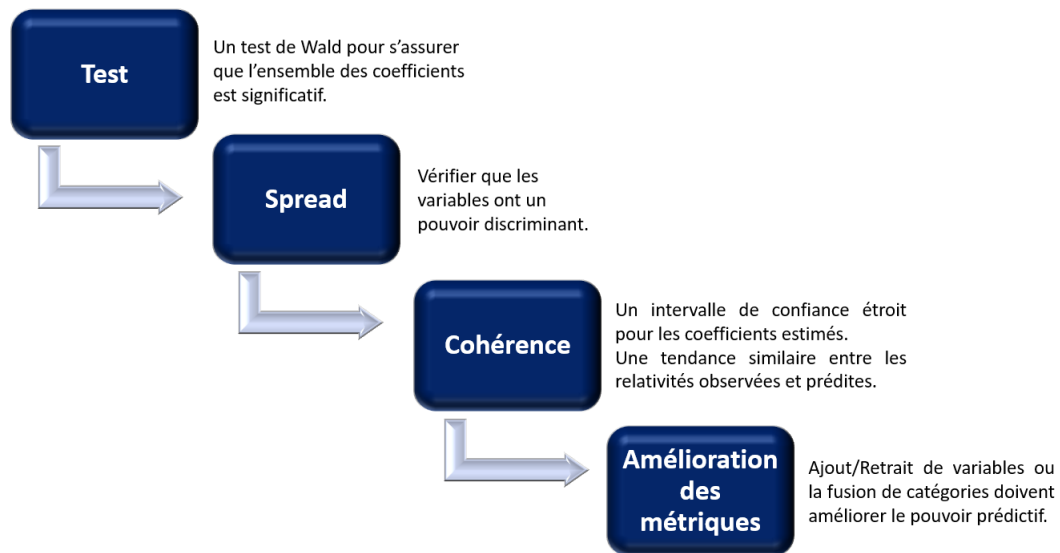 Test
Un test de Wald pour s’assurer
que l’ensemble des coefficients
est significatif.
Spread
Vérifier que les
variables ont un
pouvoir discriminant.
Cohérence
Un intervalle de confiance étroit
pour les coefficients estimés.
Une tendance similaire entre les
relativités observées et prédites.
Amélioration
des
métriques
Ajout/Retrait de variables ou
la fusion de catégories doivent
améliorer le pouvoir prédictif.